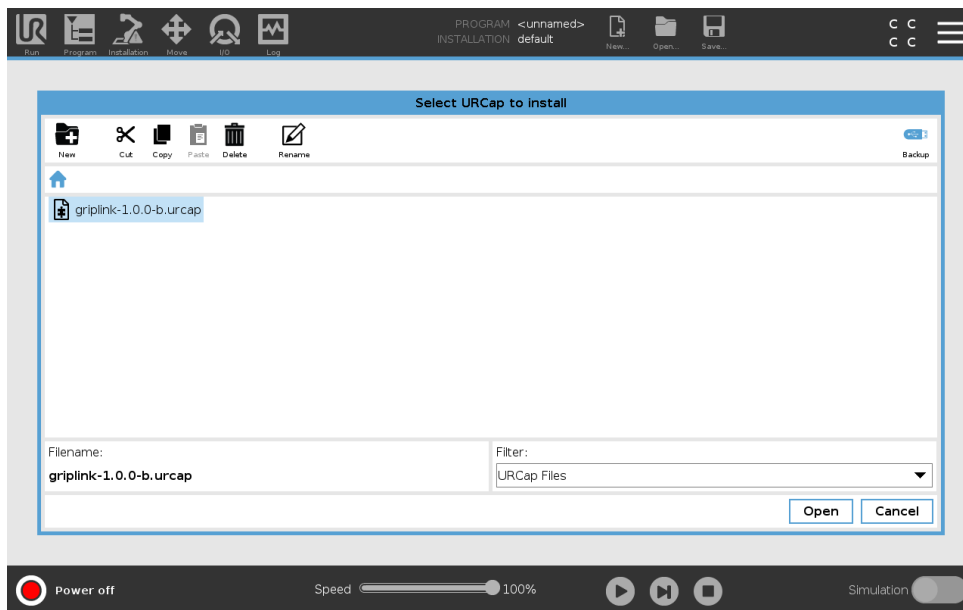 PROGRAM <unnamed>
INSTALLATION default
UR
Run
Program
Installation
Move
I/O
Log
New...
Open...
Save...
C C
C C
Select URCap to install
New
Cut
Copy
Paste
Delete
Rename
Backup
griplink-1.0.0-b.urcap
Filename:
griplink-1.0.0-b.urcap
Filter:
URCap Files
Open
Cancel
Power off
Speed
100%
Simulation